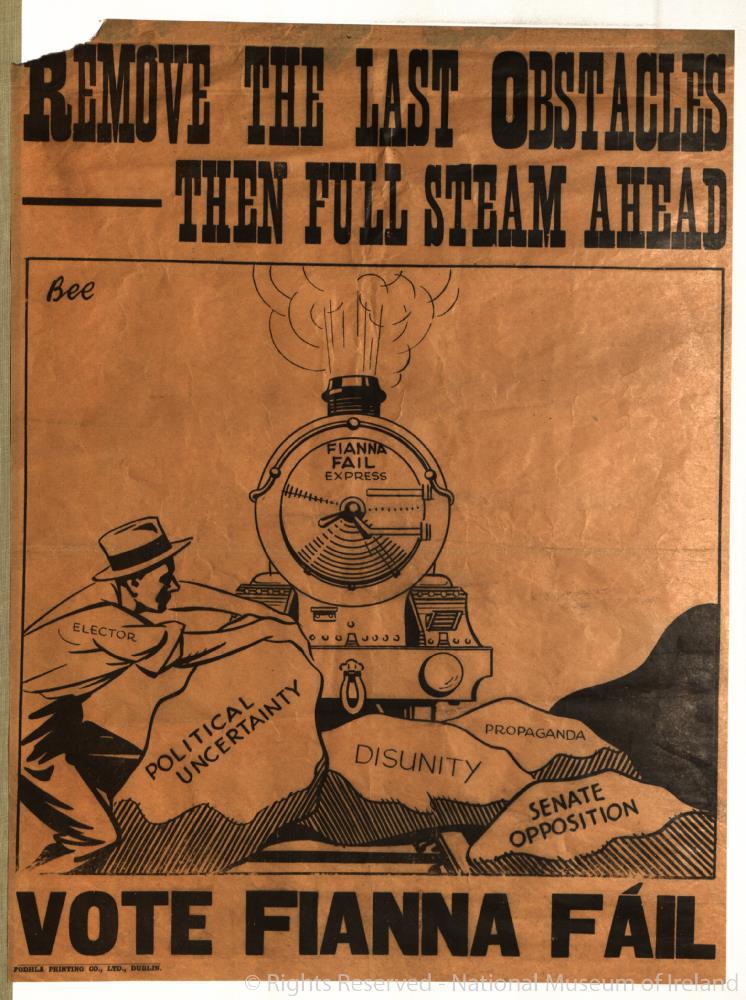 REMOVE THE LAST OBSTACLES
THEN FULL STEAM AHEAD
Bee
FIANNA
FAIL
EXPRESS
ELECTOR
POLITICAL
UNCERTAINTY
DISUNITY
PROPAGANDA
SENATE
OPPOSITION
VOTE FIANNA FÁIL
FODHLA PRINTING CO., LTD., DUBLIN.
© Rights Reserved - National Museum of Ireland